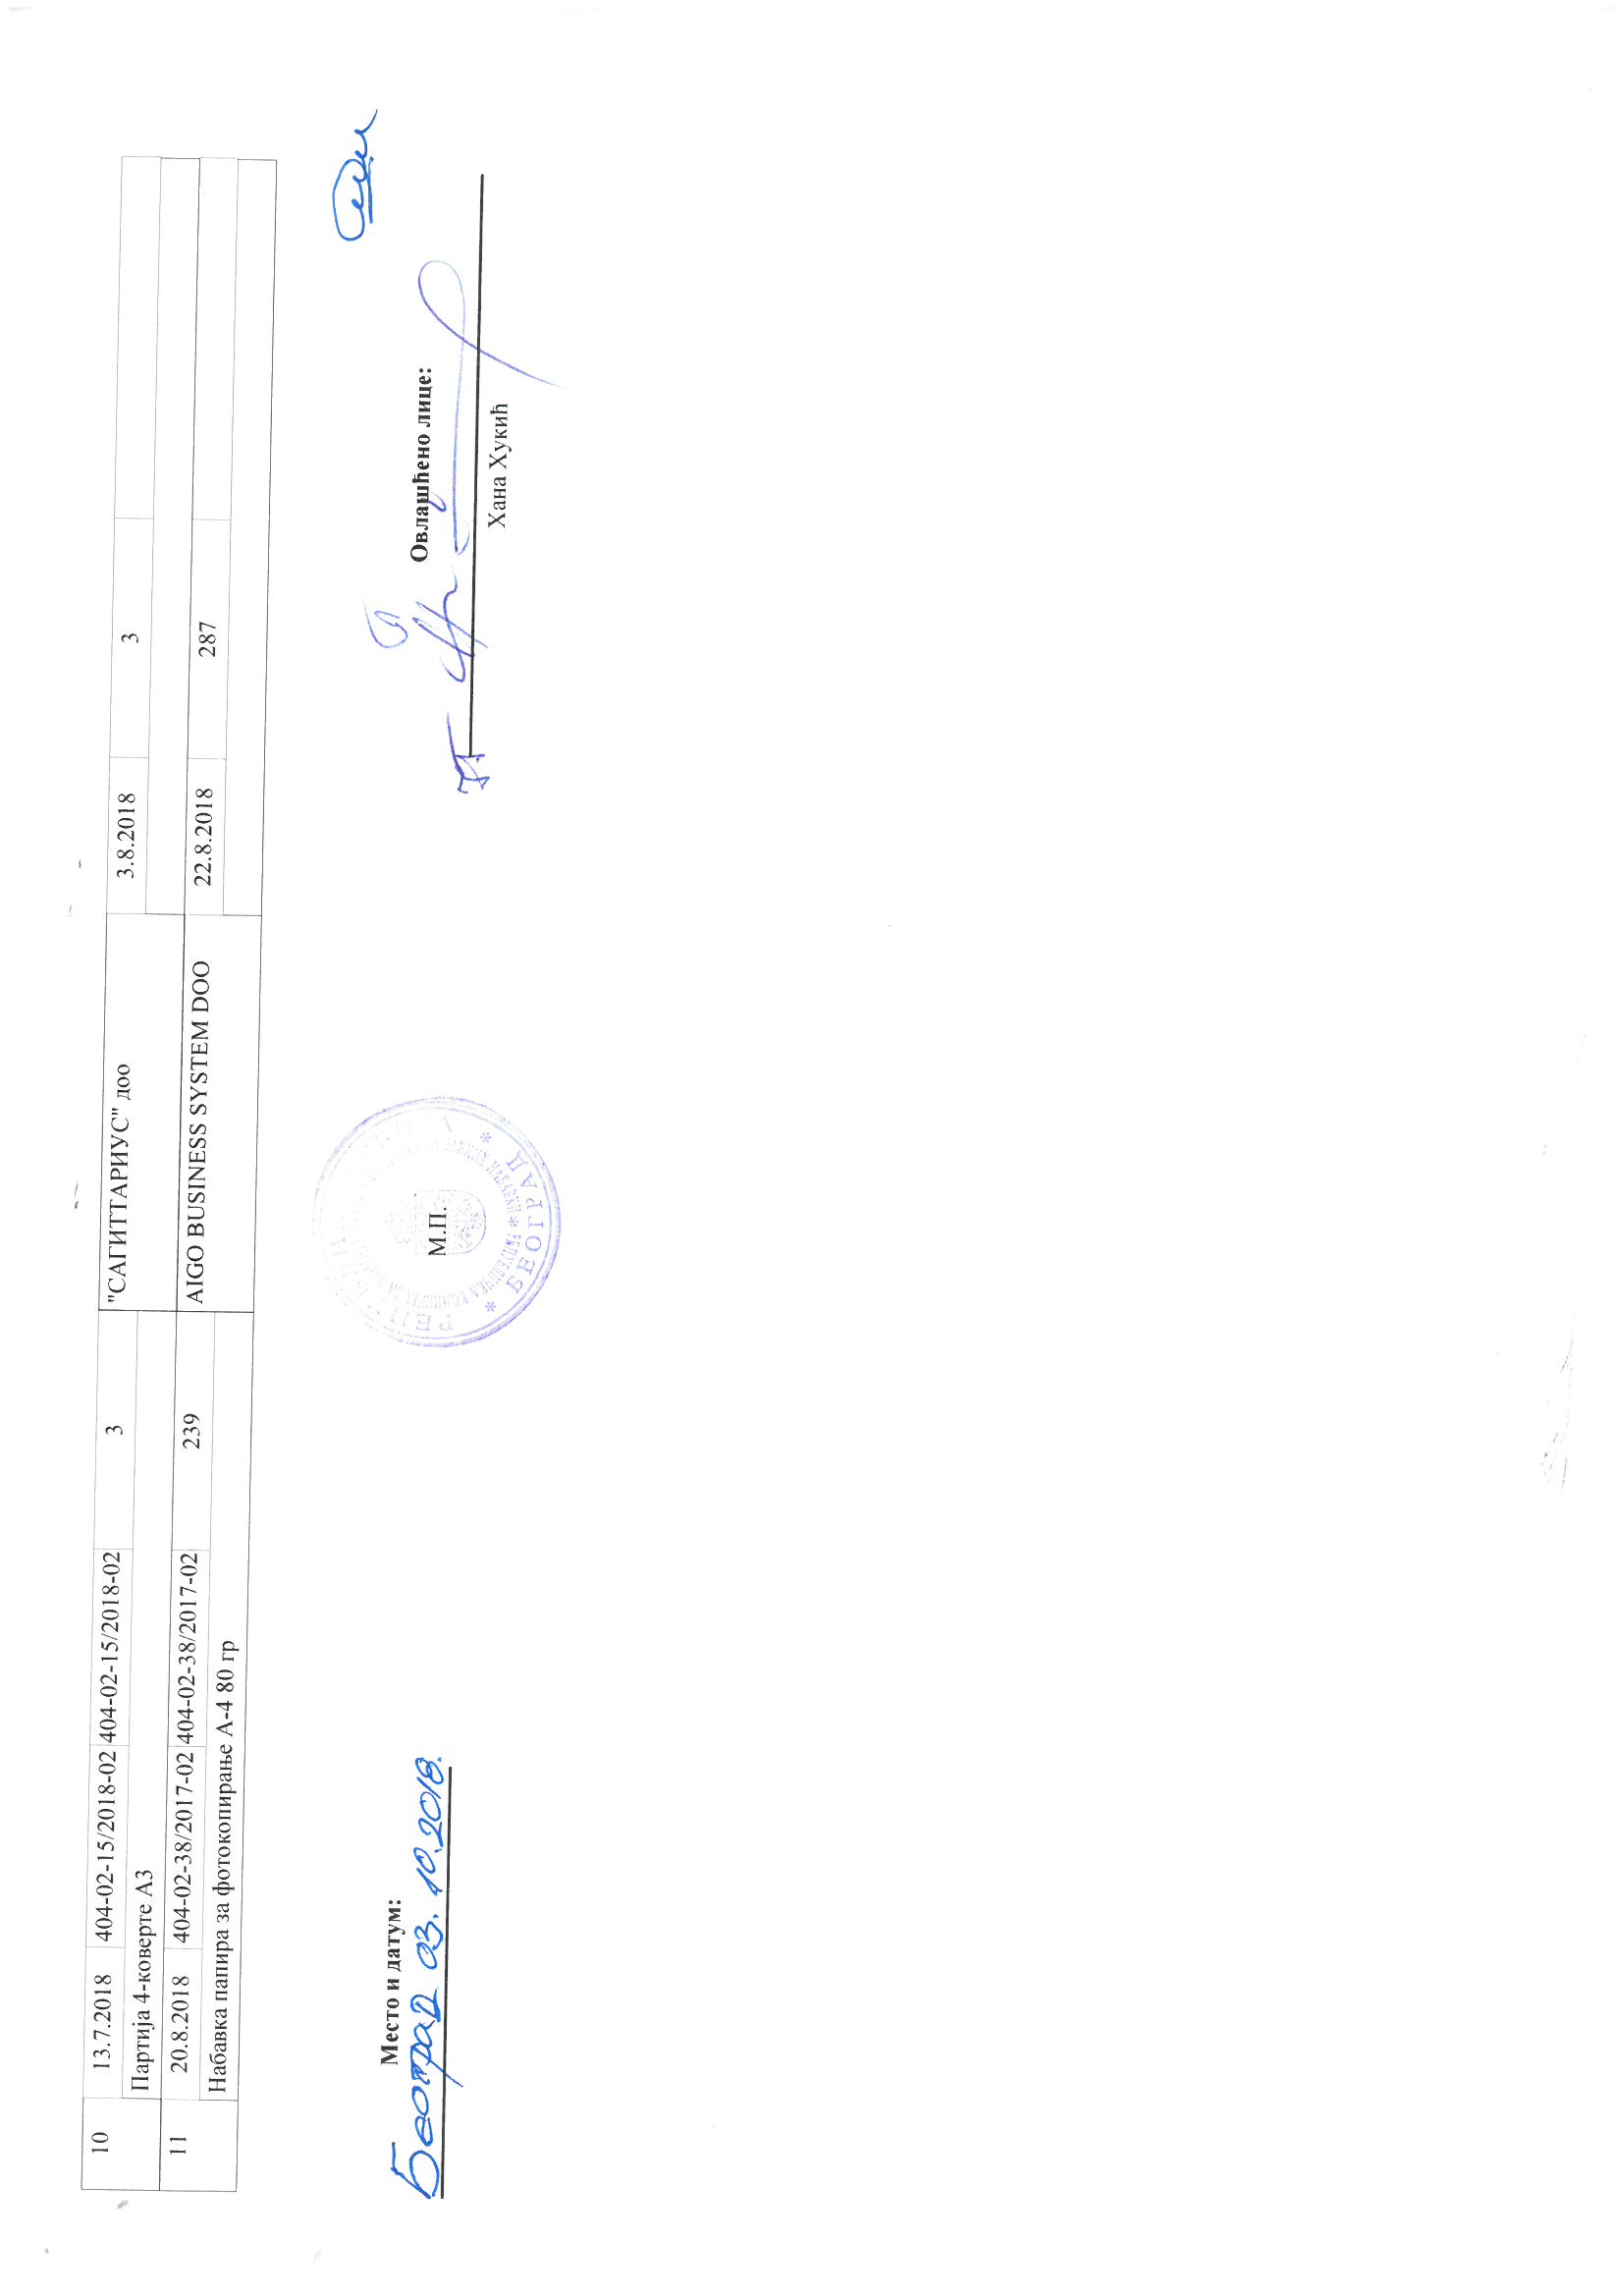 10 13.7.2018 404-02-15/2018-02 404-02-15/2018-02 3 "САГИТТАРИУС" доо 3.8.2018 3
Партија 4-коверте А3
11 20.8.2018 404-02-38/2017-02 404-02-38/2017-02 239 AIGO BUSINESS SYSTEM DOO 22.8.2018 287
Набавка папира за фотокопирање А-4 80 гр
Место и датум:
Београд 03.10.2018.
М.П.
* БЕОГРАД *
Овлашћено лице:
Хана Хукић